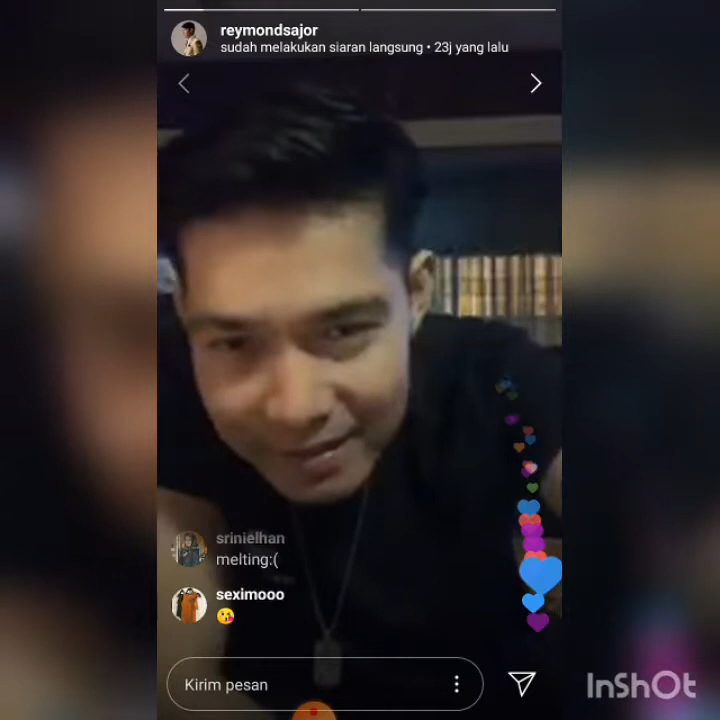 reymondsajor
sudah melakukan siaran langsung • 23j yang lalu
srinielhan
melting:(
seximooo
😘
Kirim pesan
InShOt